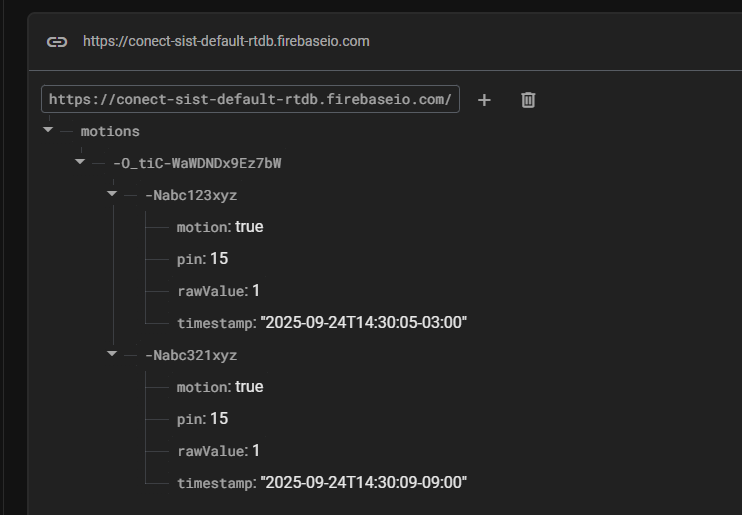 https://conect-sist-default-rtdb.firebaseio.com
https://conect-sist-default-rtdb.firebaseio.com/
motions
-O_tiC-WaWDNDx9Ez7bW
-Nabc123xyz
motion: true
pin: 15
rawValue: 1
timestamp: "2025-09-24T14:30:05-03:00"
-Nabc321xyz
motion: true
pin: 15
rawValue: 1
timestamp: "2025-09-24T14:30:09-09:00"